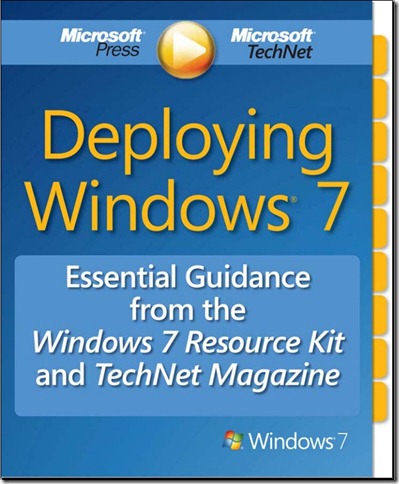 Microsoft Press
Microsoft TechNet
Deploying
Windows® 7
Essential Guidance
from the
Windows 7 Resource Kit
and TechNet Magazine
Windows®7